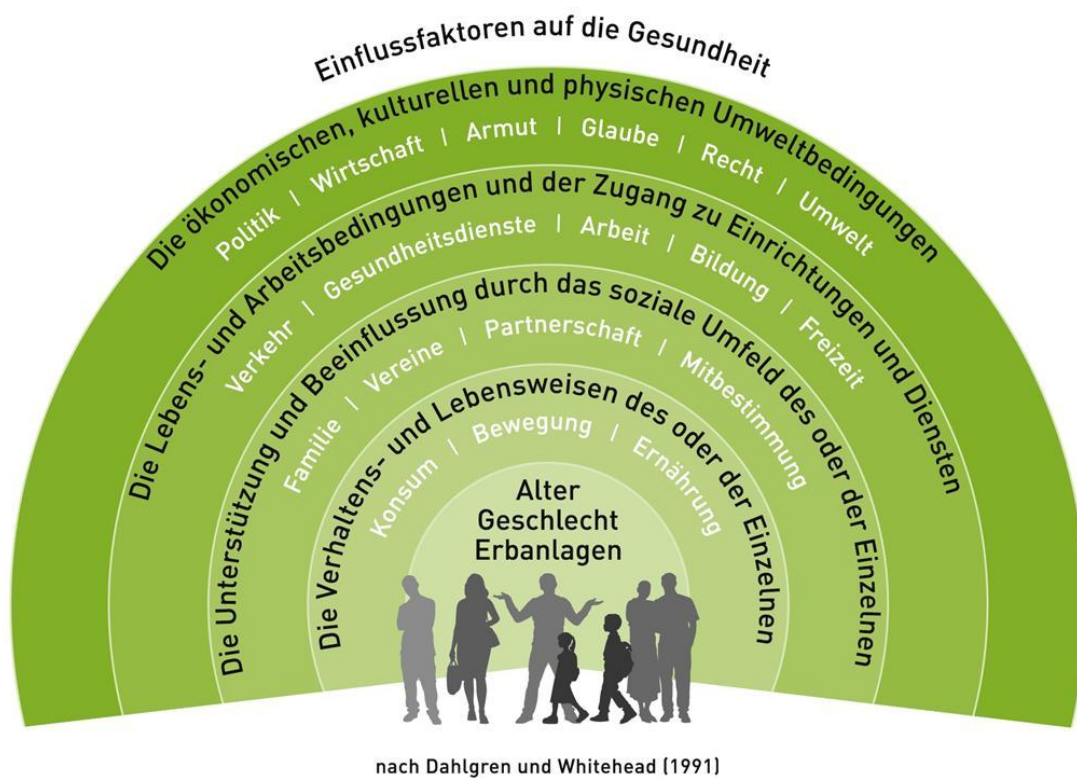 Einflussfaktoren auf die Gesundheit
Die ökonomischen, kulturellen und physischen Umweltbedingungen
Politik | Wirtschaft | Armut | Glaube | Recht | Umwelt
Die Lebens- und Arbeitsbedingungen und der Zugang zu Einrichtungen und Diensten
Verkehr | Gesundheitsdienste | Arbeit | Bildung | Freizeit
Die Unterstützung und Beeinflussung durch das soziale Umfeld des oder der Einzelnen
Familie | Vereine | Partnerschaft | Mitbestimmung
Die Verhaltens- und Lebensweisen des oder der Einzelnen
Konsum | Bewegung | Ernährung
Alter
Geschlecht
Erbanlagen
nach Dahlgren und Whitehead (1991)